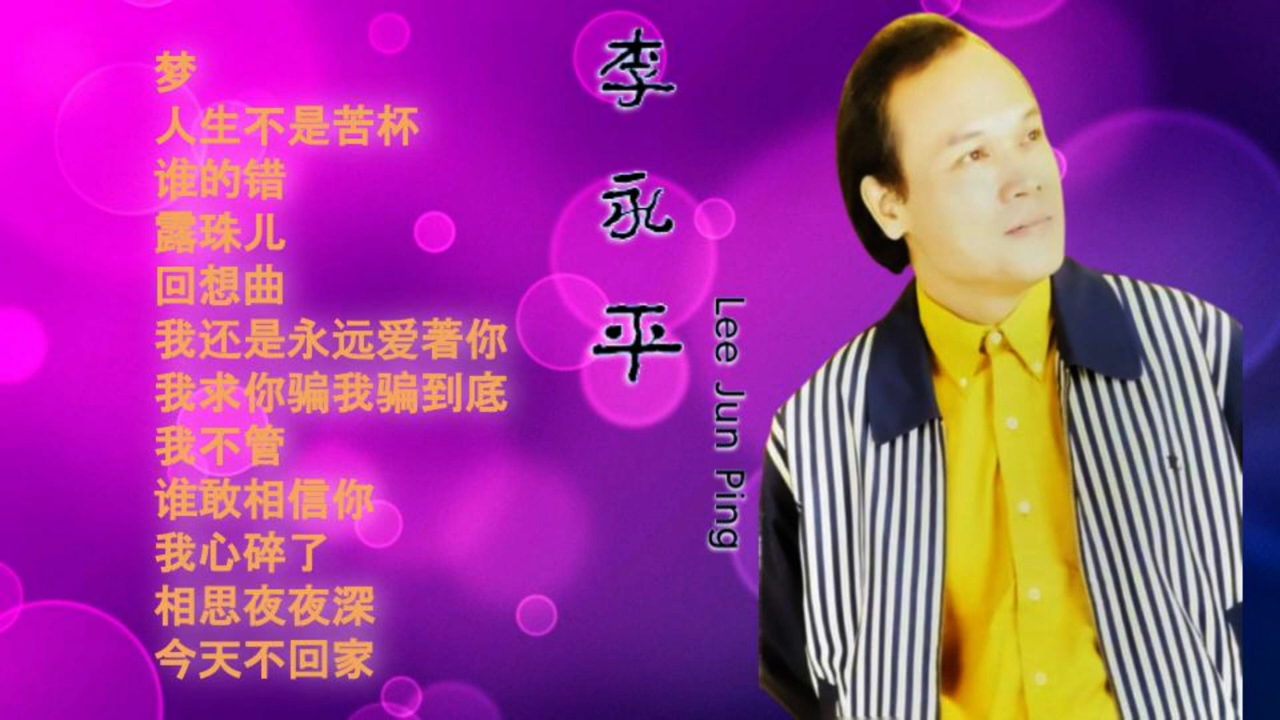 梦
人生不是苦杯
谁的错
露珠儿
回想曲
我还是永远爱著你
我求你骗我骗到底
我不管
谁敢相信你
我心碎了
相思夜夜深
今天不回家
李永平
Lee Jun Ping